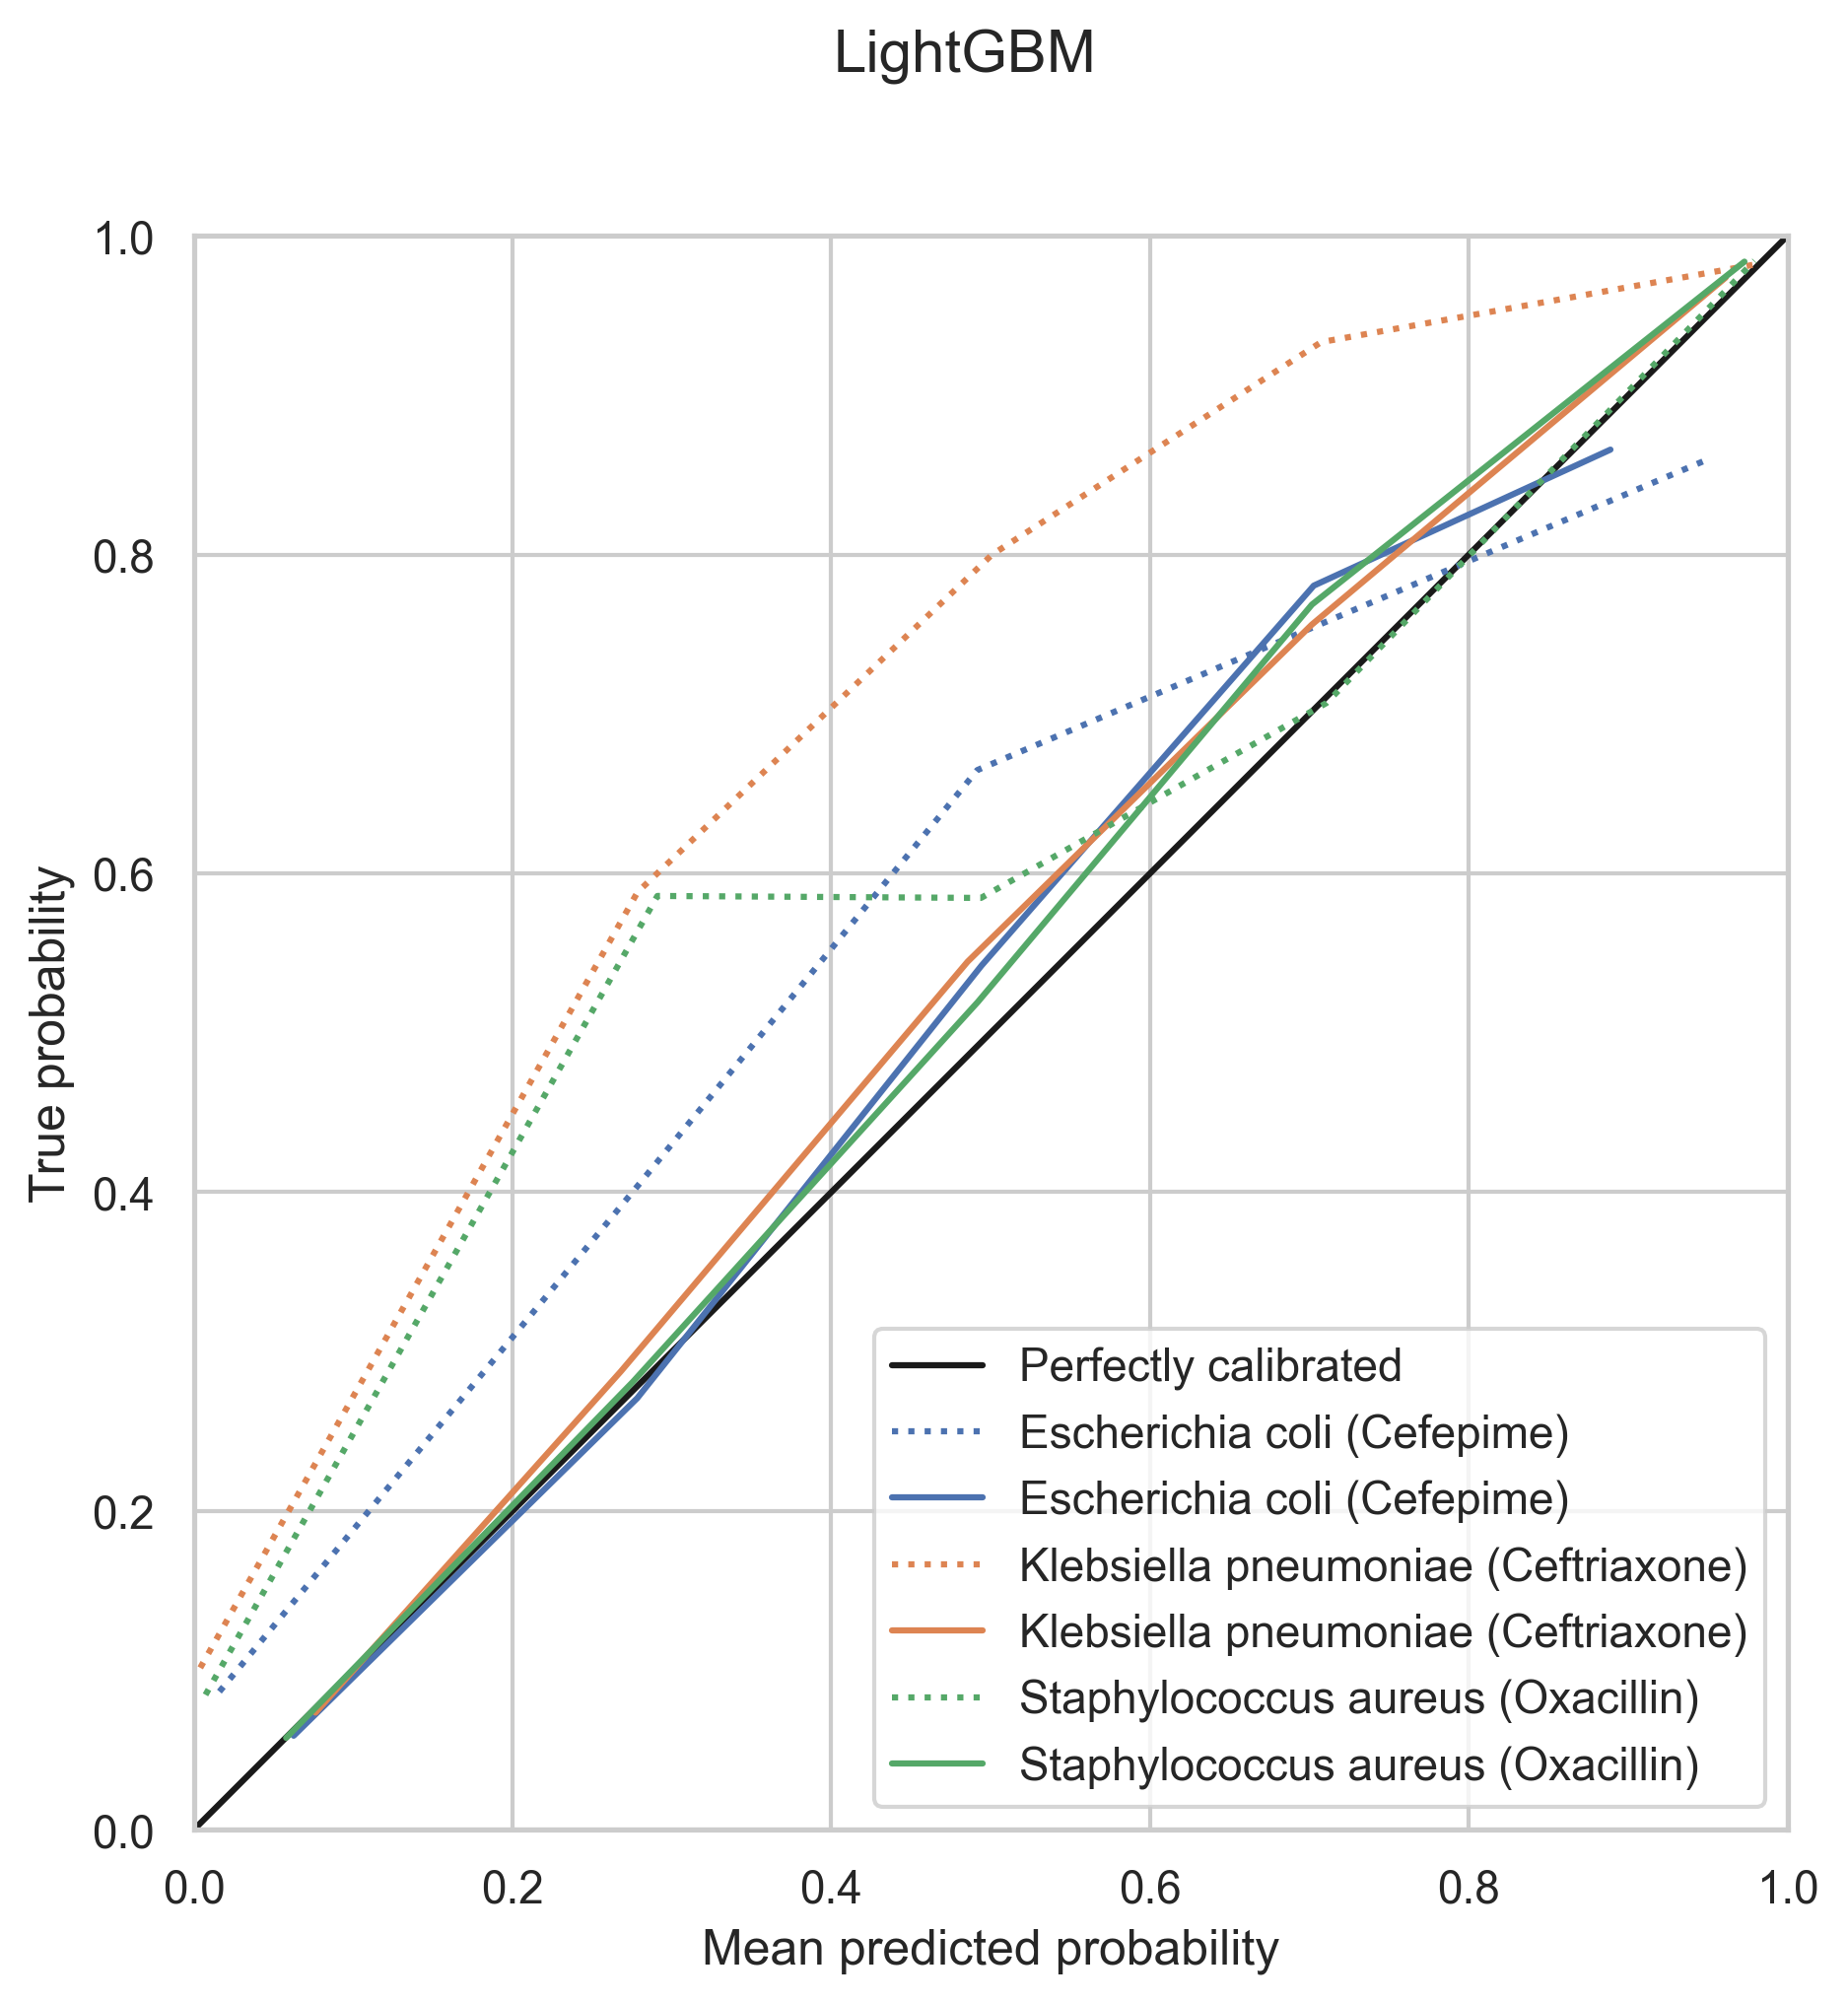 LightGBM
1.0
0.8
0.6
0.4
0.2
0.0
True probability
Perfectly calibrated
Escherichia coli (Cefepime)
Escherichia coli (Cefepime)
Klebsiella pneumoniae (Ceftriaxone)
Klebsiella pneumoniae (Ceftriaxone)
Staphylococcus aureus (Oxacillin)
Staphylococcus aureus (Oxacillin)
0.0 0.2 0.4 0.6 0.8 1.0
Mean predicted probability